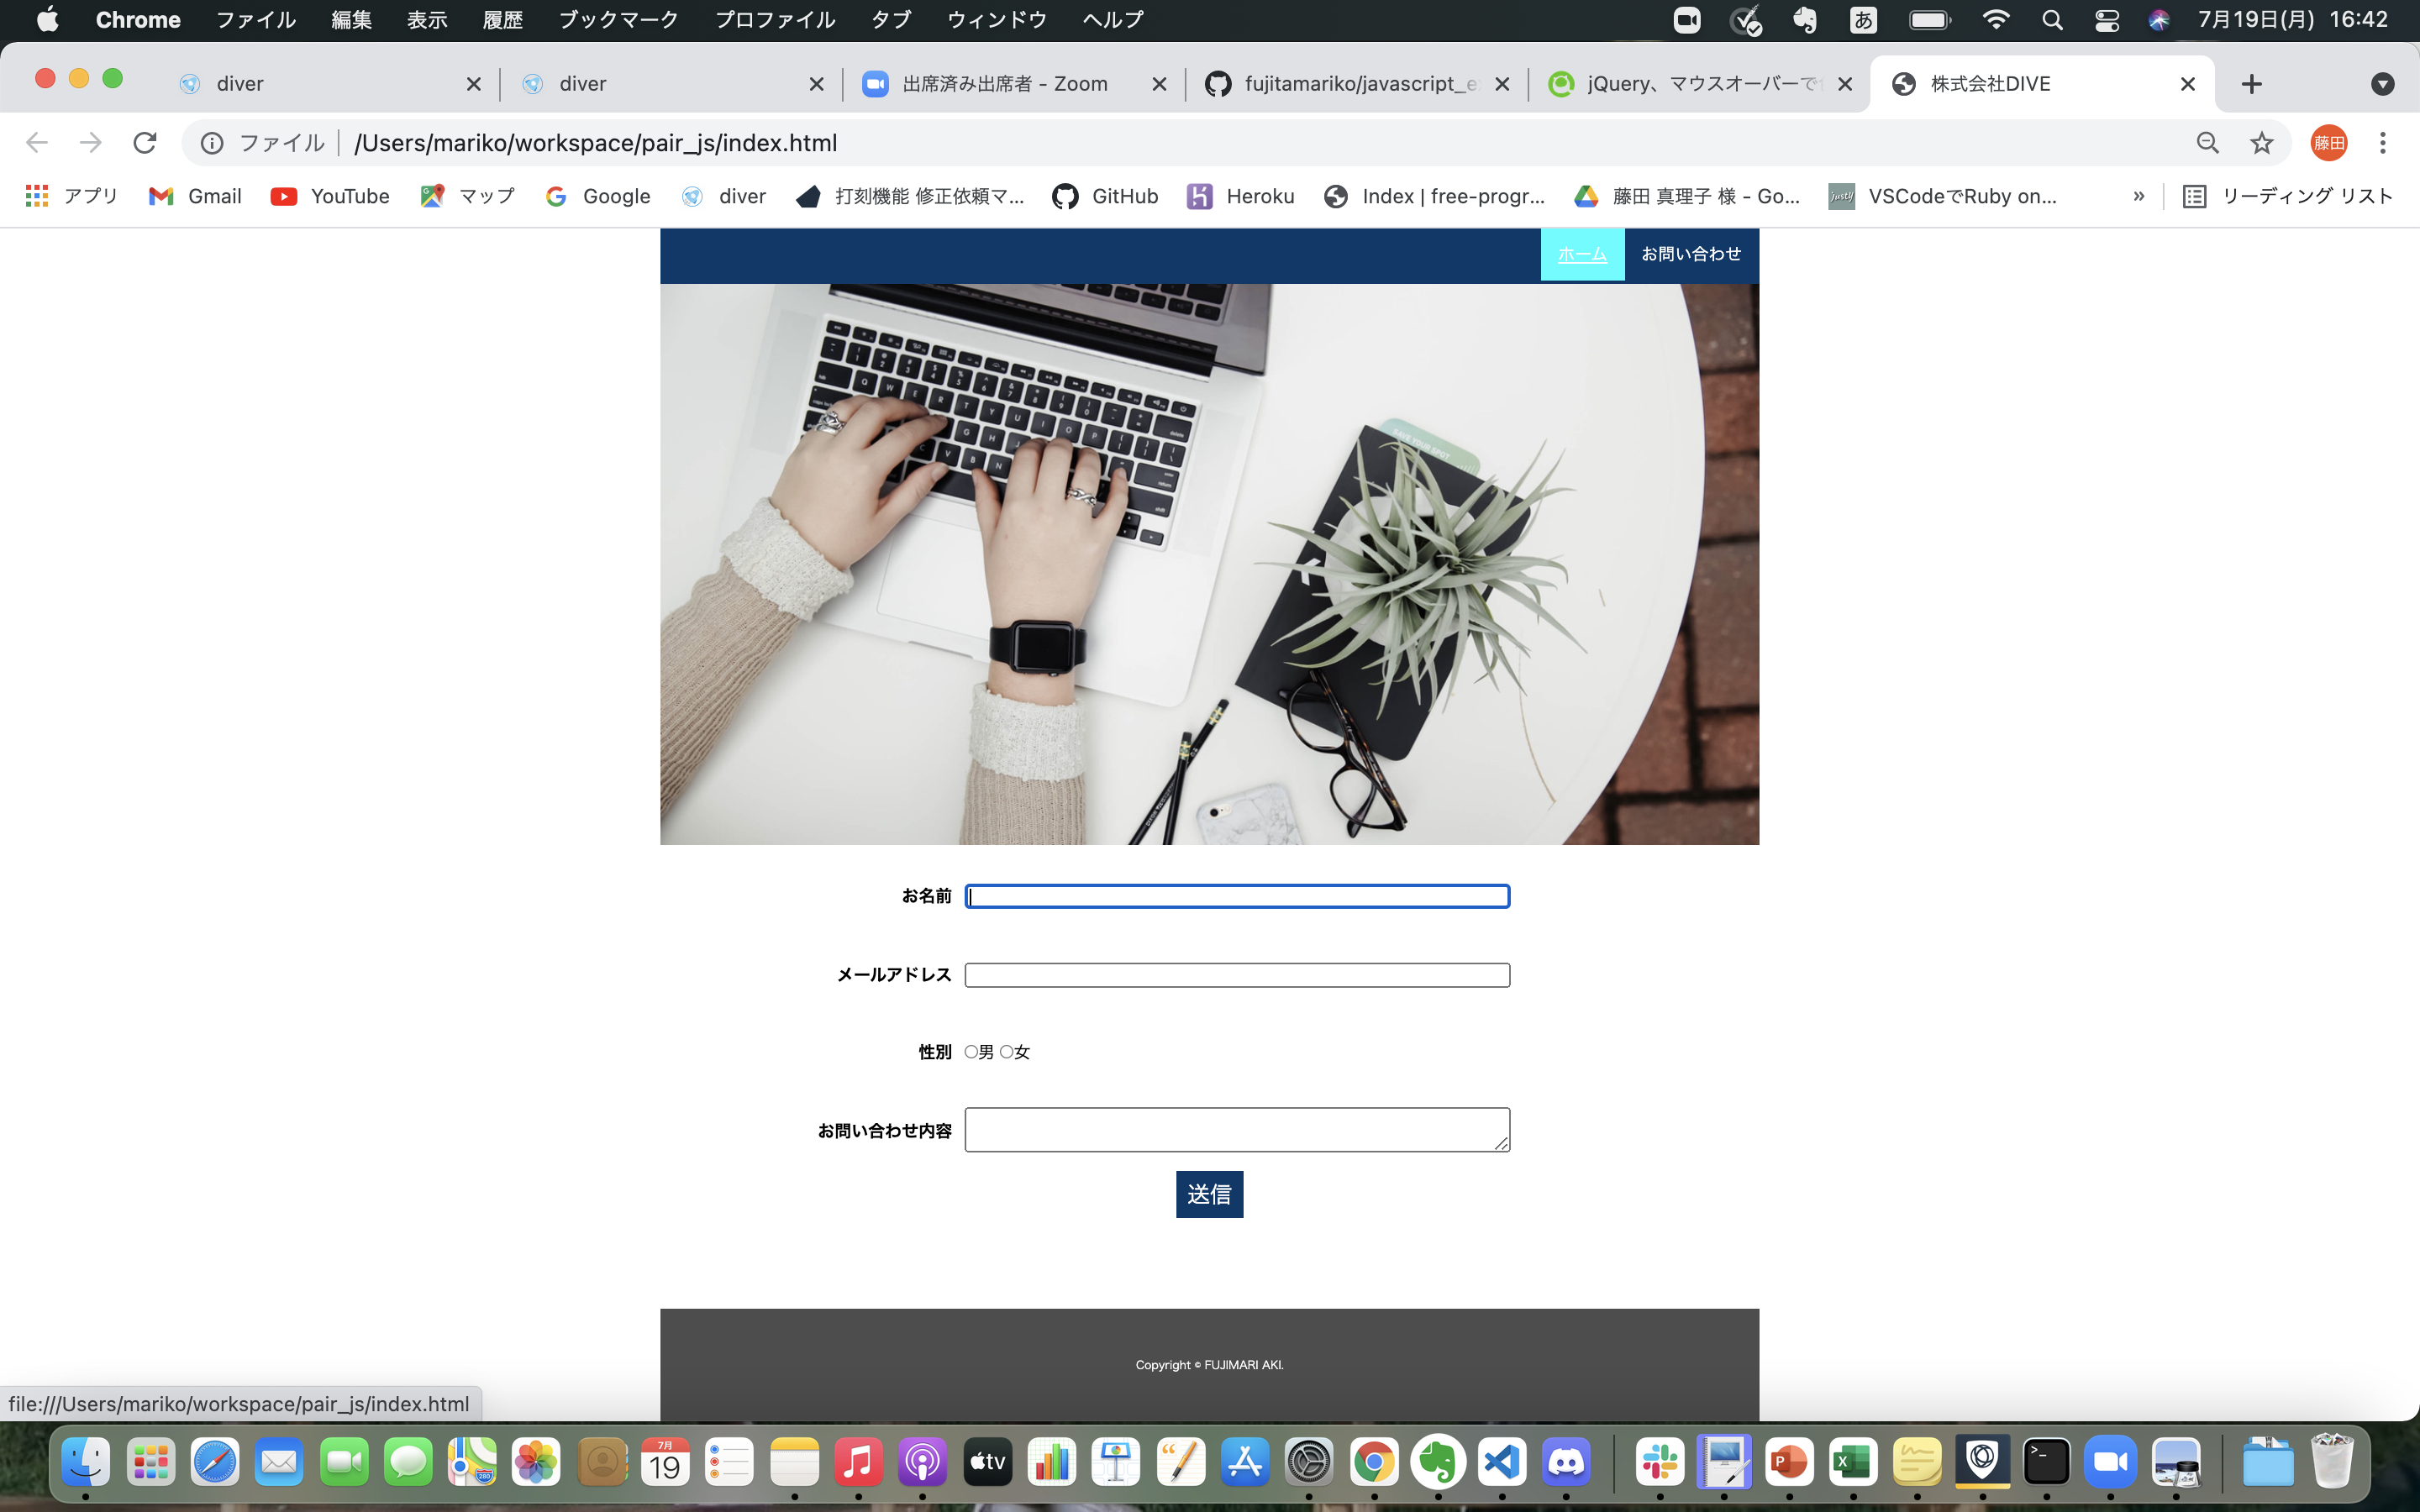 Chrome ファイル 編集 表示 履歴 ブックマーク プロファイル タブ ウィンドウ ヘルプ あ 7月19日(月) 16:42
diver diver 出席済み出席者 - Zoom fujitamariko/javascript_e jQuery、マウスオーバーで 株式会社DIVE
ファイル /Users/mariko/workspace/pair_js/index.html 藤田
アプリ Gmail YouTube マップ Google diver 打刻機能 修正依頼マ... GitHub Heroku Index | free-progr... 藤田 真理子 様 - Go... VSCodeでRuby on... » リーディング リスト
ホーム お問い合わせ
SAVE YOUR SPOT
お名前
メールアドレス
性別 男 女
お問い合わせ内容
送信
Copyright © FUJIMARI AKI.
file:///Users/mariko/workspace/pair_js/index.html
7月
19
tv
280
P
X